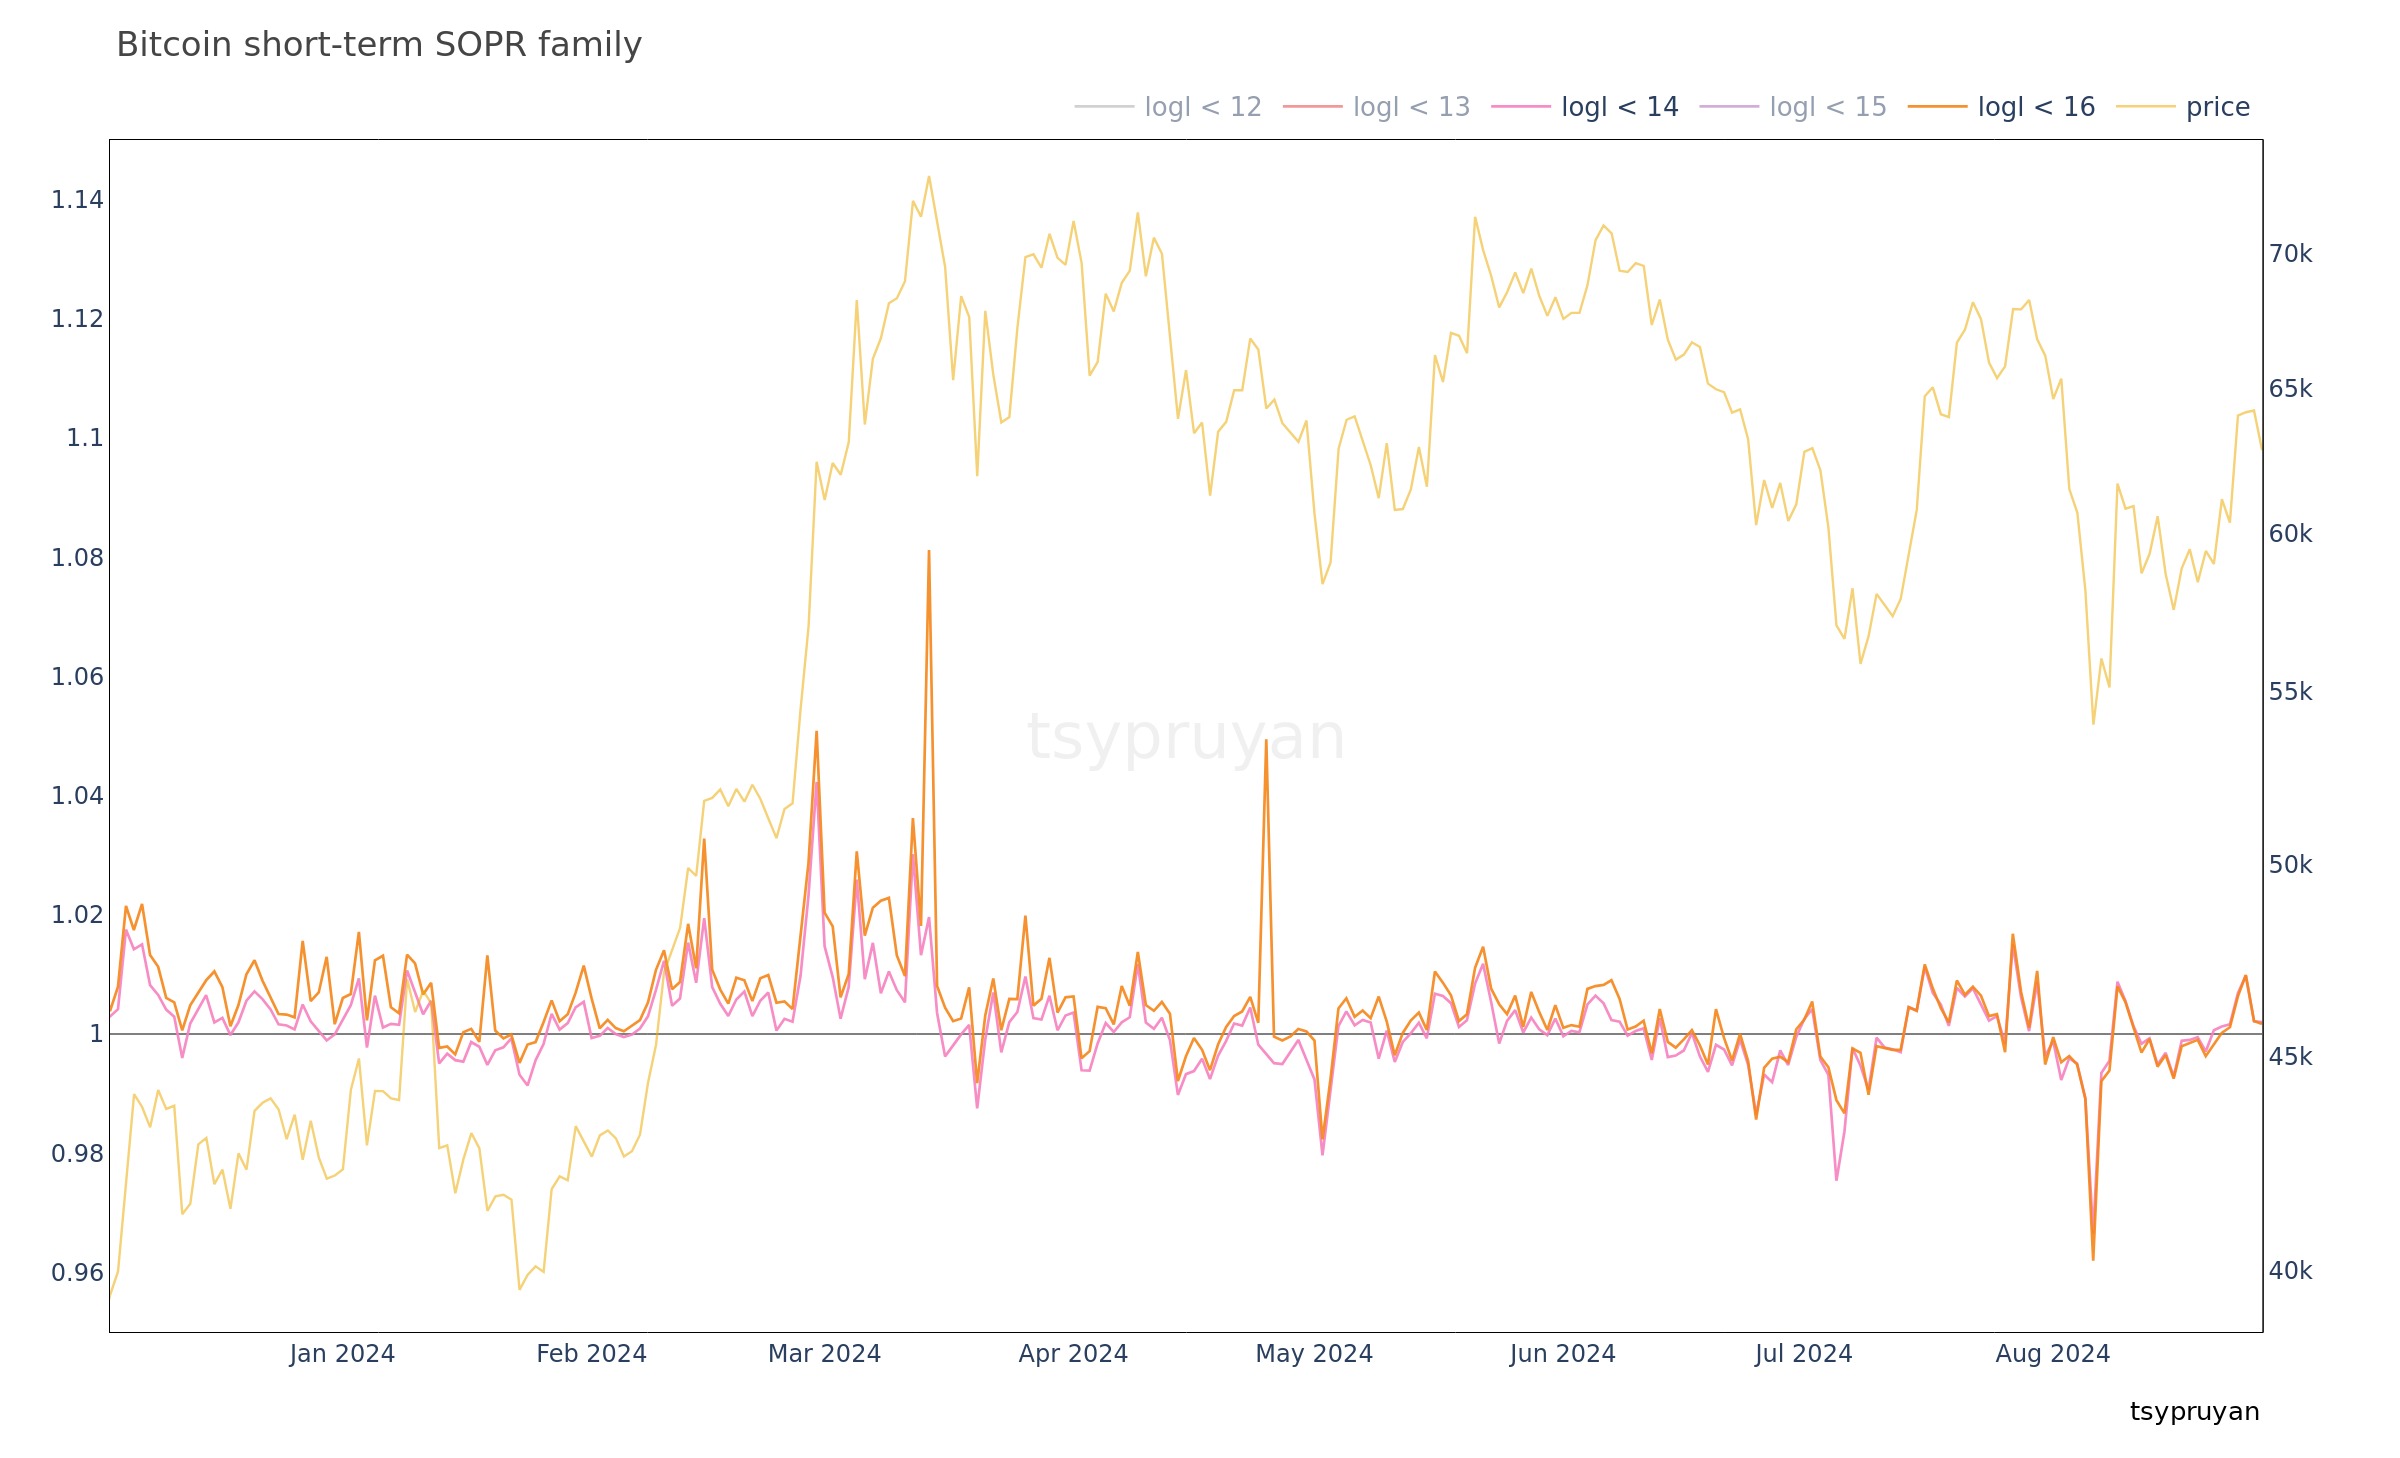 Bitcoin short-term SOPR family
logl < 12 logl < 13 logl < 14 logl < 15 logl < 16 price
1.14
1.12
1.1
1.08
1.06
1.04
1.02
1
0.98
0.96
70k
65k
60k
55k
50k
45k
40k
tsypruyan
Jan 2024 Feb 2024 Mar 2024 Apr 2024 May 2024 Jun 2024 Jul 2024 Aug 2024
tsypruyan